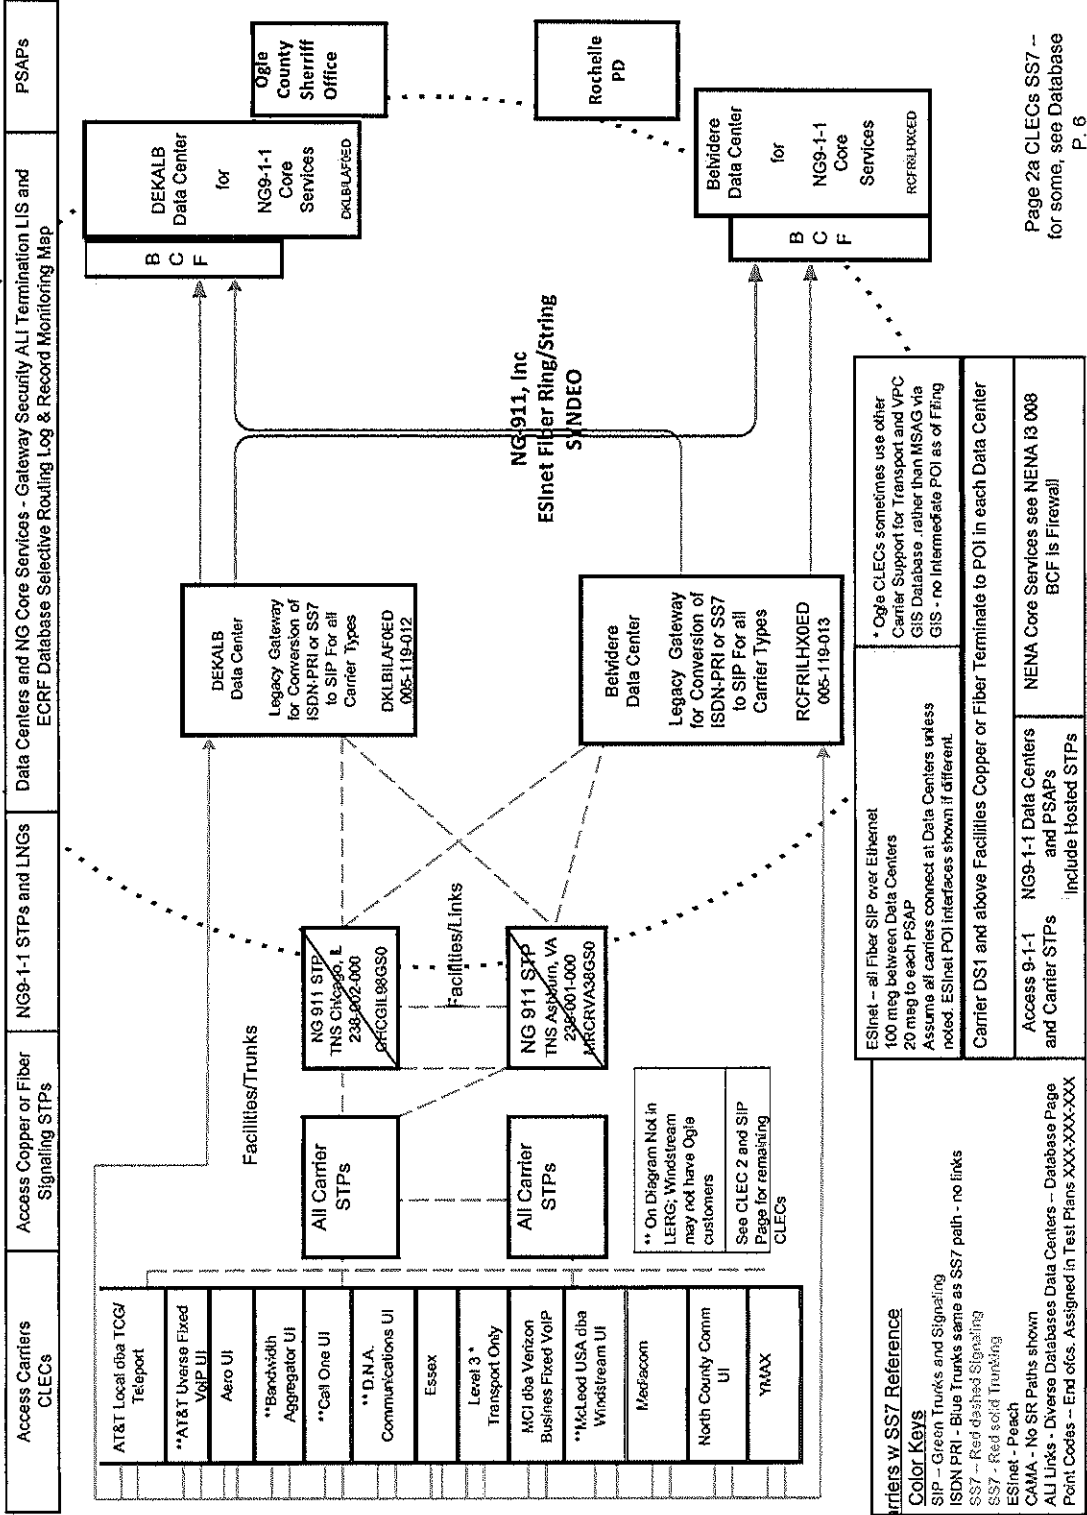 Access Carriers
CLECs
Access Copper or Fiber
Signaling STPs
NG9-1-1 STPs and LNGs
Data Centers and NG Core Services - Gateway Security ALI Termination LIS and
ECRF Database Selective Routing Log & Record Monitoring Map
PSAPs
AT&T Local dba TCG/
Teleport
**AT&T Uverse Fixed
VoIP UI
Aero UI
**Bandwidth
Aggregator UI
**Call One UI
** D.N.A.
Communications UI
Essex
Level 3 *
Transport Only
MCI dba Verizon
Busines Fixed VoIP
**McLeod USA dba
Windstream UI
Mediacom
North County Comm
UI
YMAX
Facilities/Trunks
All Carrier
STPs
All Carrier
STPs
** On Diagram Not in
LERG; Windstream
may not have Ogle
customers
See CLEC 2 and SIP
Page for remaining
CLECs
NG 911 STP
TNS Chicago, IL
238-002-000
CHCGIL98GS0
Facilities/Links
NG 911 STP
TNS Ashburn, VA
238-001-000
MRCRVA38GS0
DEKALB
Data Center
Legacy Gateway
for Conversion of
ISDN-PRI or SS7
to SIP For all
Carrier Types
DKLBILAF0ED
005-119-012
Belvidere
Data Center
Legacy Gateway
for Conversion of
ISDN-PRI or SS7
to SIP For all
Carrier Types
RCFRILHX0ED
005-119-013
NG-911, Inc
ESInet Fiber Ring/String
SYNDEO
B
C
F
DEKALB
Data Center
for
NG9-1-1
Core
Services
DKLBILAF0ED
Ogle
County
Sherriff
Office
Rochelle
PD
B
C
F
Belvidere
Data Center
for
NG9-1-1
Core
Services
RCFRILHX0ED
rriers w SS7 Reference
Color Keys
SIP – Green Trunks and Signaling
ISDN PRI - Blue Trunks same as SS7 path - no links
SS7 – Red dashed Signaling
SS7 - Red solid Trunking
ESInet - Peach
CAMA - No SR Paths shown
ALI Links - Diverse Databases Data Centers – Database Page
Point Codes – End ofcs. Assigned in Test Plans XXX-XXX-XXX
ESInet – all Fiber SIP over Ethernet
100 meg between Data Centers
20 meg to each PSAP
Assume all carriers connect at Data Centers unless
noted. ESInet POI Interfaces shown if different.
* Ogle CLECs sometimes use other
Carrier Support for Transport and VPC
GIS Database .rather than MSAG via
GIS - no Intermediate POI as of Filing
Carrier DS1 and above Facilities Copper or Fiber Terminate to POI in each Data Center
Access 9-1-1
and Carrier STPs
NG9-1-1 Data Centers
and PSAPs
Include Hosted STPs
NENA Core Services see NENA i3 008
BCF is Firewall
Page 2a CLECs SS7 –
for some, see Database
P. 6